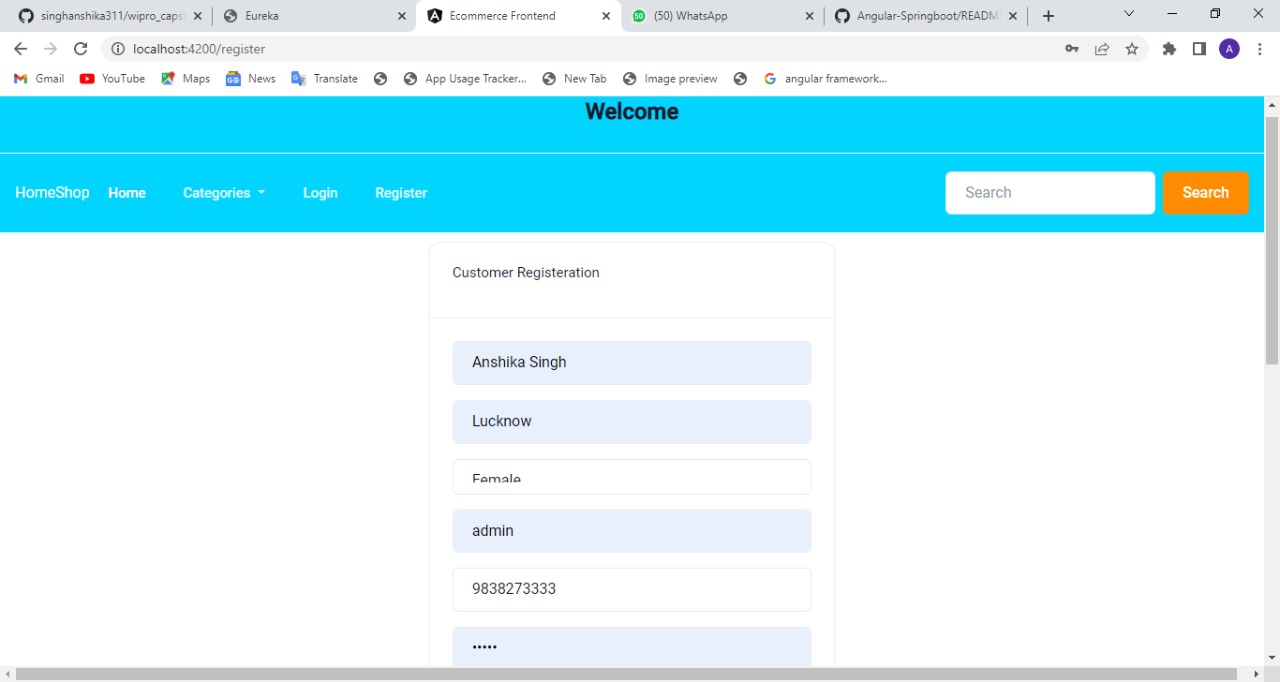 singhanshika311/wipro_caps
Eureka
Ecommerce Frontend
50 (50) WhatsApp
Angular-Springboot/READM
localhost:4200/register
A
Gmail
YouTube
Maps
News
Translate
App Usage Tracker...
New Tab
Image preview
angular framework...
Welcome
HomeShop Home Categories Login Register Search Search
Customer Registeration
Anshika Singh
Lucknow
Female
admin
9838273333
•••••